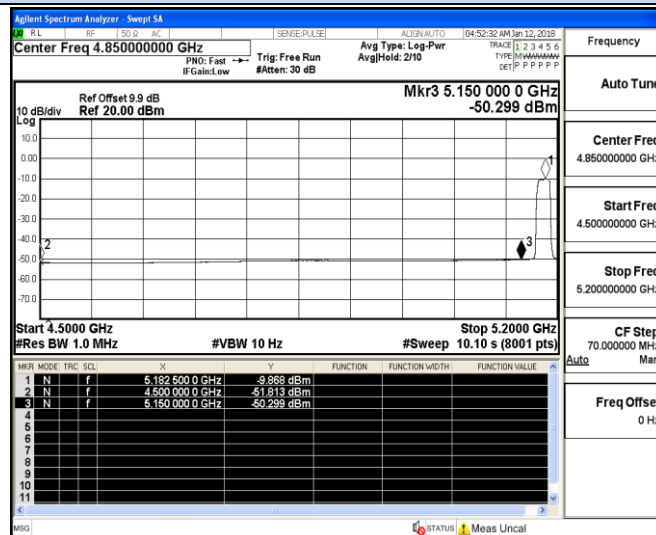 Agilent Spectrum Analyzer - Swept SA
RL RF 50 Ω AC SENSE:PULSE ALIGN AUTO 04:52:32 AM Jan 12, 2018
Center Freq 4.850000000 GHz Avg Type: Log-Pwr TRACE 1 2 3 4 5 6
PNO: Fast Trig: Free Run Avg|Hold: 2/10 TYPE M
IFGain:Low #Atten: 30 dB DET P P P P P P
Ref Offset 9.9 dB Mkr3 5.150 000 0 GHz
10 dB/div Ref 20.00 dBm -50.299 dBm
Log
10.0
0.00
-10.0
-20.0
-30.0
-40.0
-50.0
-60.0
-70.0
1
2
3
Start 4.5000 GHz Stop 5.2000 GHz
#Res BW 1.0 MHz #VBW 10 Hz #Sweep 10.10 s (8001 pts)
MKR MODE TRC SCL X Y FUNCTION FUNCTION WIDTH FUNCTION VALUE
1 N f 5.182 500 0 GHz -9.868 dBm
2 N f 4.500 000 0 GHz -51.813 dBm
3 N f 5.150 000 0 GHz -50.299 dBm
4
5
6
7
8
9
10
11
MSG STATUS Meas Uncal
Frequency
Auto Tune
Center Freq
4.850000000 GHz
Start Freq
4.500000000 GHz
Stop Freq
5.200000000 GHz
CF Step
70.000000 MHz
Auto Man
Freq Offset
0 Hz